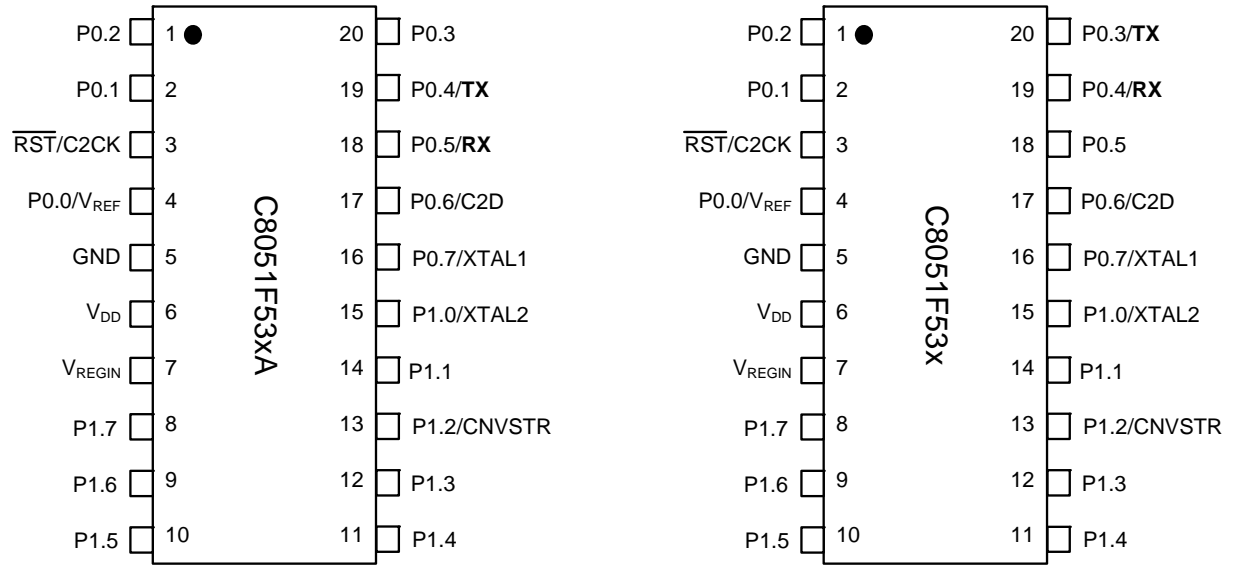 P0.2 1 20 P0.3
P0.1 2 19 P0.4/TX
RST/C2CK 3 18 P0.5/RX
P0.0/VREF 4 17 P0.6/C2D
GND 5 16 P0.7/XTAL1
VDD 6 15 P1.0/XTAL2
VREGIN 7 14 P1.1
P1.7 8 13 P1.2/CNVSTR
P1.6 9 12 P1.3
P1.5 10 11 P1.4
C8051F53xA
P0.2 1 20 P0.3/TX
P0.1 2 19 P0.4/RX
RST/C2CK 3 18 P0.5
P0.0/VREF 4 17 P0.6/C2D
GND 5 16 P0.7/XTAL1
VDD 6 15 P1.0/XTAL2
VREGIN 7 14 P1.1
P1.7 8 13 P1.2/CNVSTR
P1.6 9 12 P1.3
P1.5 10 11 P1.4
C8051F53x